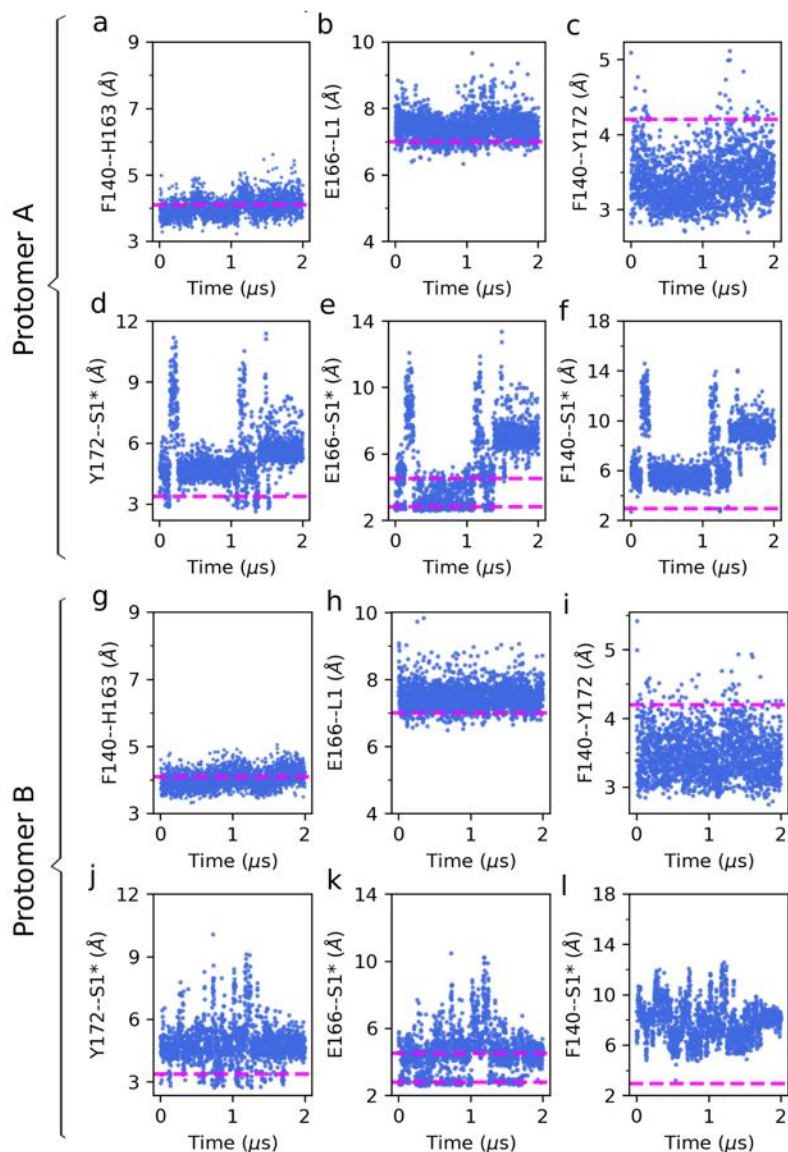 Protomer A
a
9
7
5
3
F140--H163 (Å)
0 1 2
Time (μs)
b
10
8
6
4
E166--L1 (Å)
0 1 2
Time (μs)
c
5
4
3
F140--Y172 (Å)
0 1 2
Time (μs)
d
12
9
6
3
Y172--S1* (Å)
0 1 2
Time (μs)
e
14
10
6
2
E166--S1* (Å)
0 1 2
Time (μs)
f
18
14
10
6
2
F140--S1* (Å)
0 1 2
Time (μs)
Protomer B
g
9
7
5
3
F140--H163 (Å)
0 1 2
Time (μs)
h
10
8
6
4
E166--L1 (Å)
0 1 2
Time (μs)
i
5
4
3
F140--Y172 (Å)
0 1 2
Time (μs)
j
12
9
6
3
Y172--S1* (Å)
0 1 2
Time (μs)
k
14
10
6
2
E166--S1* (Å)
0 1 2
Time (μs)
l
18
14
10
6
2
F140--S1* (Å)
0 1 2
Time (μs)